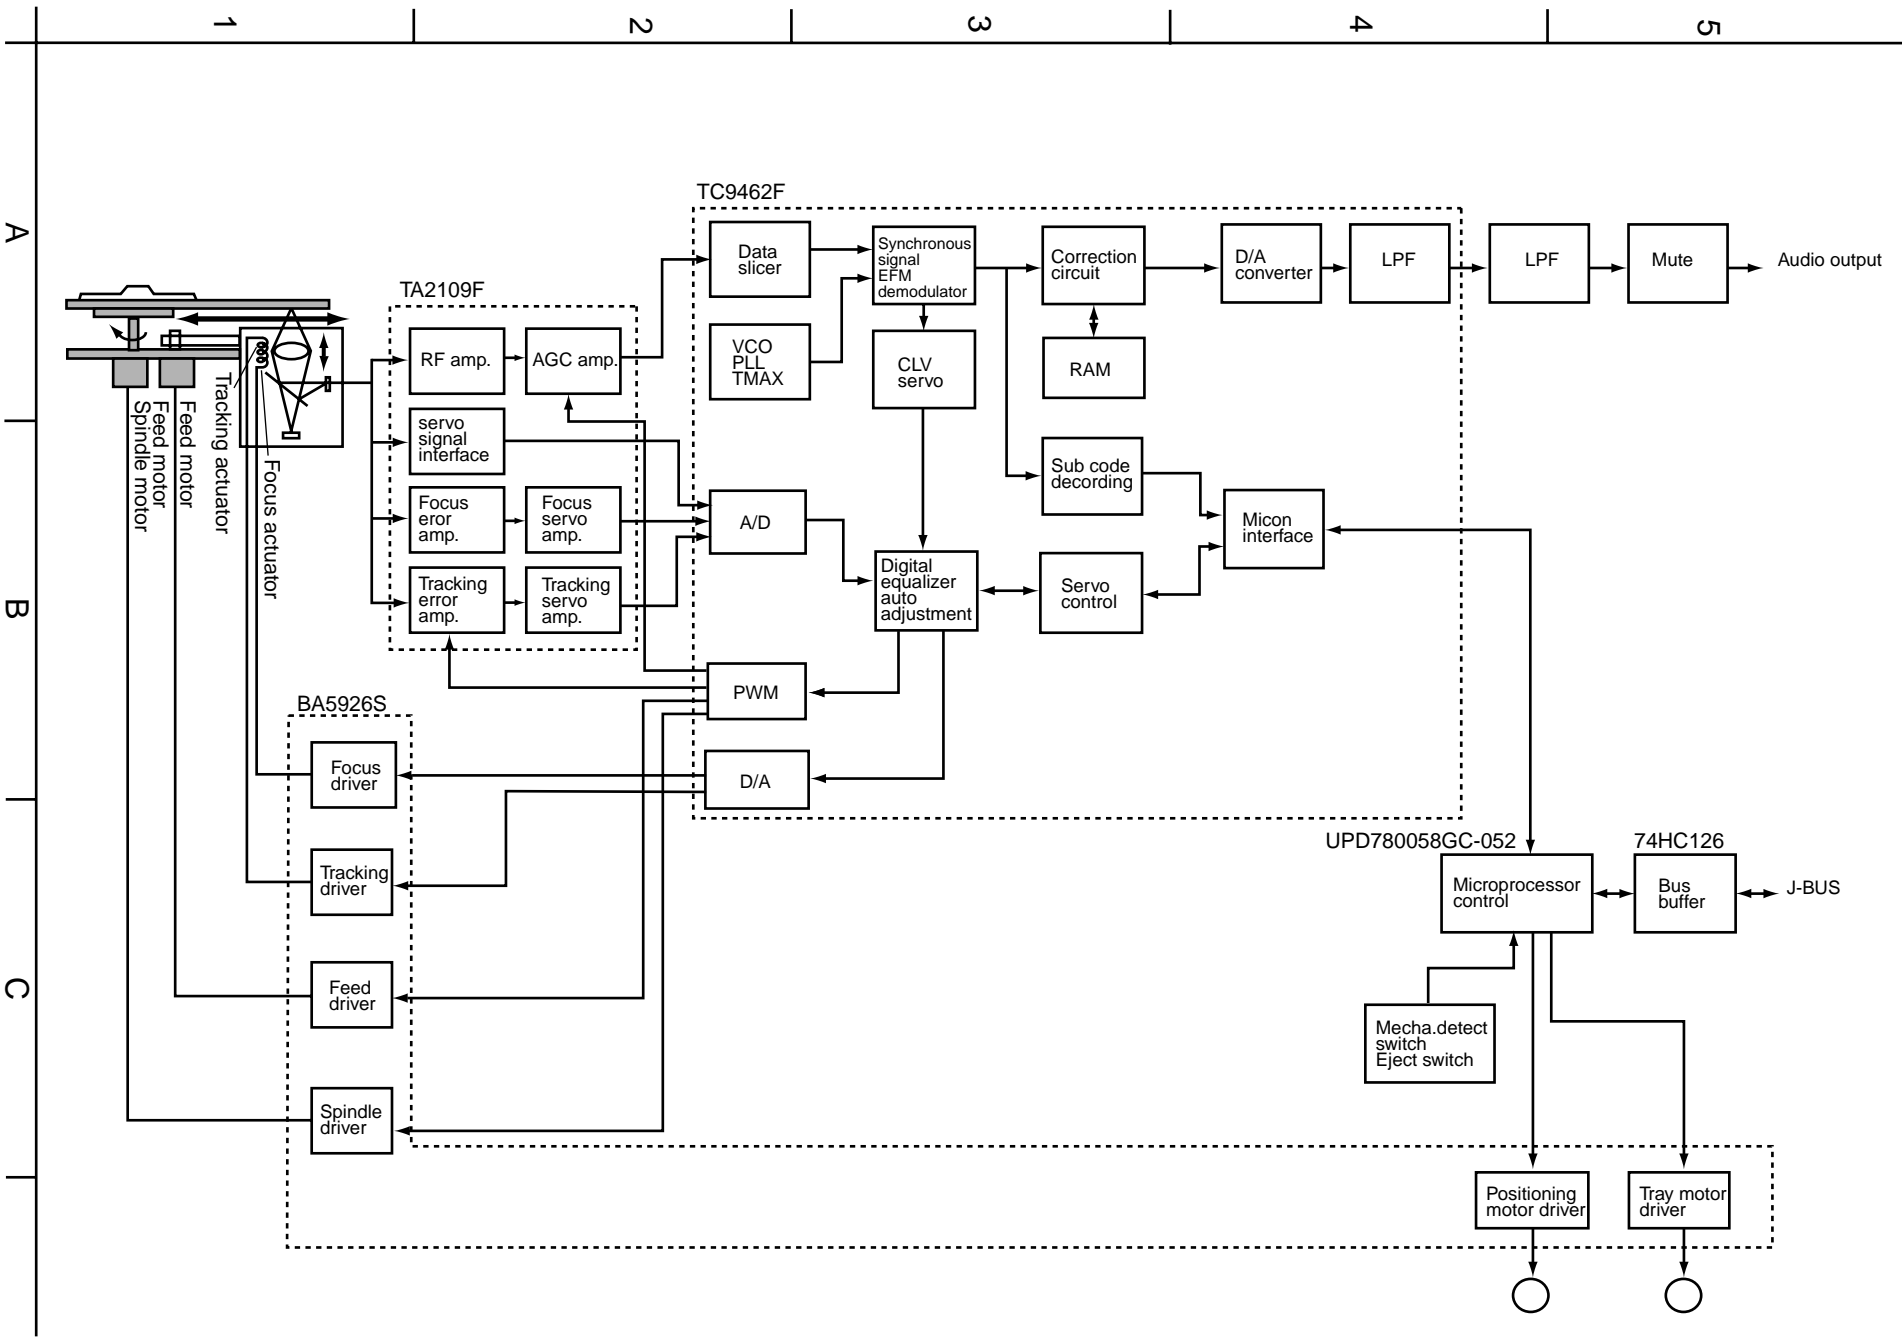 1
2
3
4
5
A
B
C
TC9462F
TA2109F
BA5926S
UPD780058GC-052
74HC126
Data
slicer
Synchronous
signal
EFM
demodulator
Correction
circuit
D/A
converter
LPF
LPF
Mute
Audio output
RF amp.
AGC amp.
VCO
PLL
TMAX
CLV
servo
RAM
servo
signal
interface
Sub code
decording
Focus
eror
amp.
Focus
servo
amp.
A/D
Micon
interface
Tracking
error
amp.
Tracking
servo
amp.
Digital
equalizer
auto
adjustment
Servo
control
PWM
D/A
Tracking actuator
Feed motor
Feed motor
Spindle motor
Focus actuator
Focus
driver
Tracking
driver
Feed
driver
Spindle
driver
Microprocessor
control
Bus
buffer
J-BUS
Mecha.detect
switch
Eject switch
Positioning
motor driver
Tray motor
driver